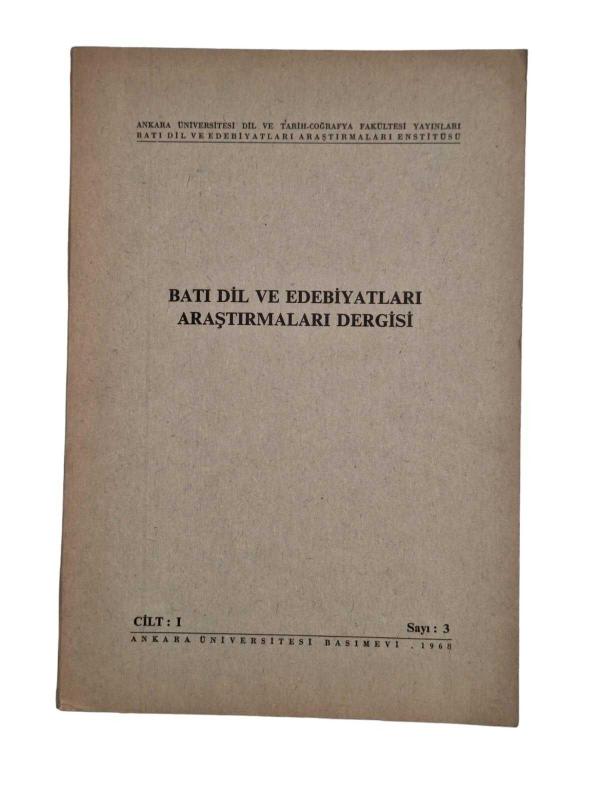 ANKARA ÜNİVERSİTESİ DİL VE TARİH-COĞRAFYA FAKÜLTESİ YAYINLARI
BATI DİL VE EDEBİYATLARI ARAŞTIRMALARI ENSTİTÜSÜ
BATI DİL VE EDEBİYATLARI
ARAŞTIRMALARI DERGİSİ
CİLT : I Sayı : 3
ANKARA ÜNİVERSİTESİ BASIMEVİ . 1968